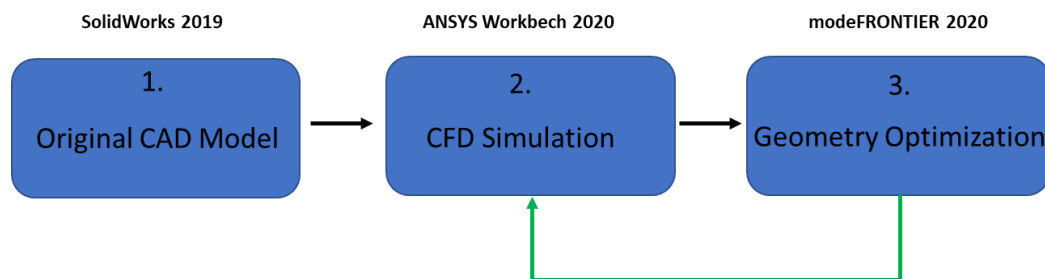 SolidWorks 2019
ANSYS Workbech 2020
modeFRONTIER 2020
1.
Original CAD Model
2.
CFD Simulation
3.
Geometry Optimization